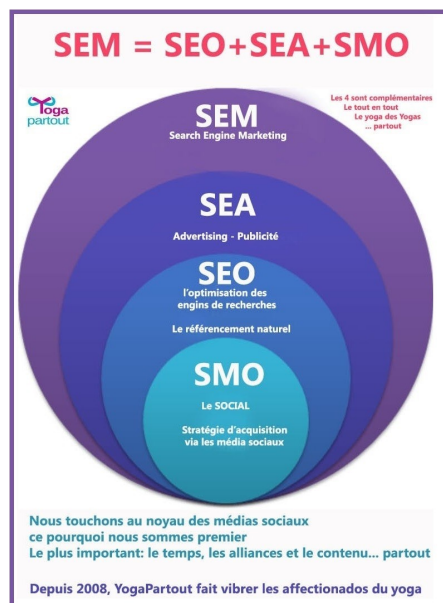 SEM = SEO+SEA+SMO
Yoga
partout
Les 4 sont complémentaires
Le tout en tout
Le yoga des Yogas
... partout
SEM
Search Engine Marketing
SEA
Advertising - Publicité
SEO
l'optimisation des
engins de recherches
Le référencement naturel
SMO
Le SOCIAL
Stratégie d'acquisition
via les média sociaux
Nous touchons au noyau des médias sociaux
ce pourquoi nous sommes premier
Le plus important: le temps, les alliances et le contenu... partout
Depuis 2008, YogaPartout fait vibrer les affectionados du yoga